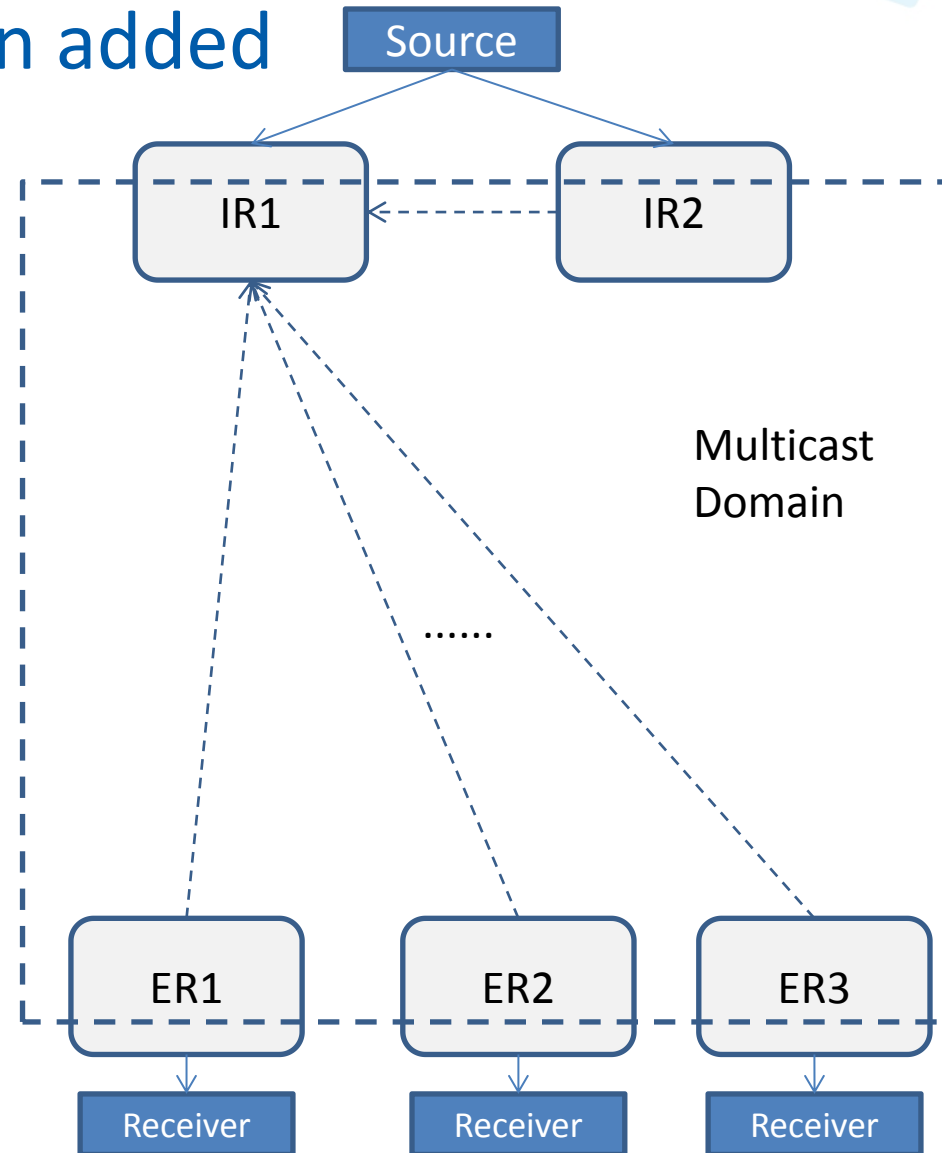 n added
Source
IR1
IR2
Multicast
Domain
......
ER1
ER2
ER3
Receiver
Receiver
Receiver